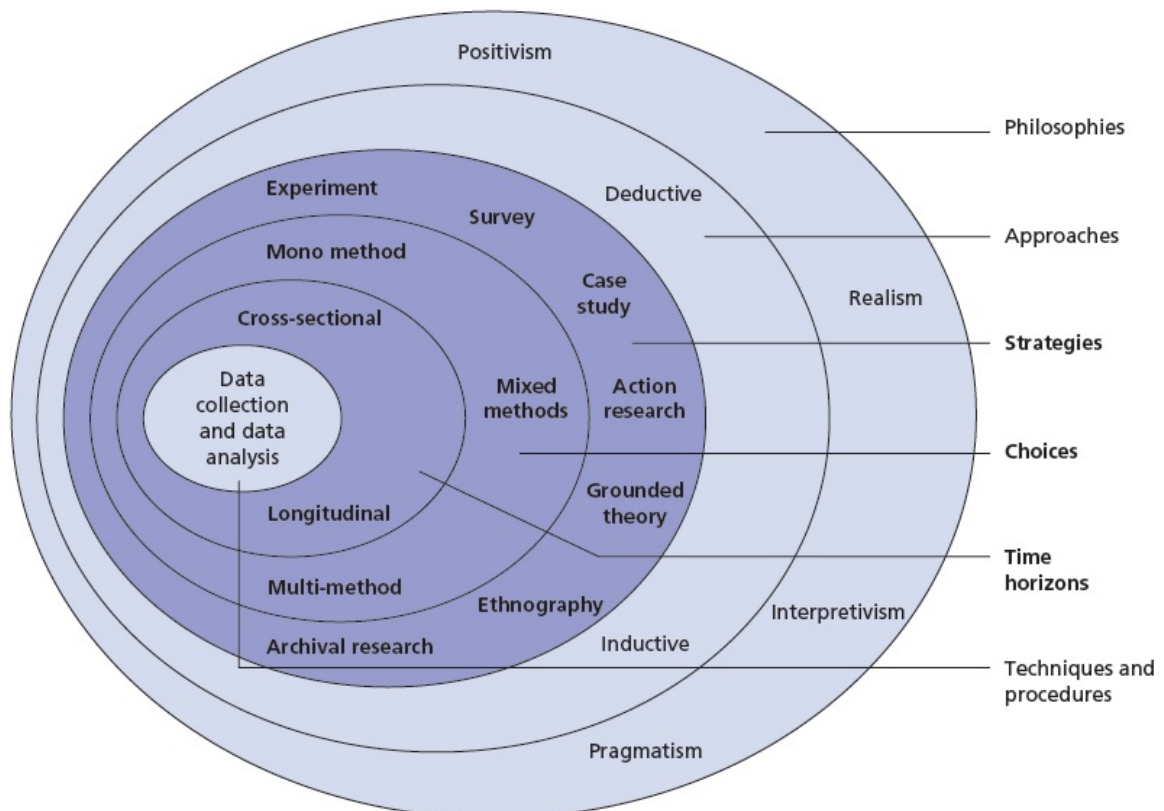 Positivism
Philosophies
Experiment
Deductive
Survey
Approaches
Mono method
Case
study
Realism
Cross-sectional
Strategies
Data
collection
and data
analysis
Mixed
methods
Action
research
Choices
Longitudinal
Grounded
theory
Time
horizons
Multi-method
Ethnography
Interpretivism
Archival research
Inductive
Techniques and
procedures
Pragmatism